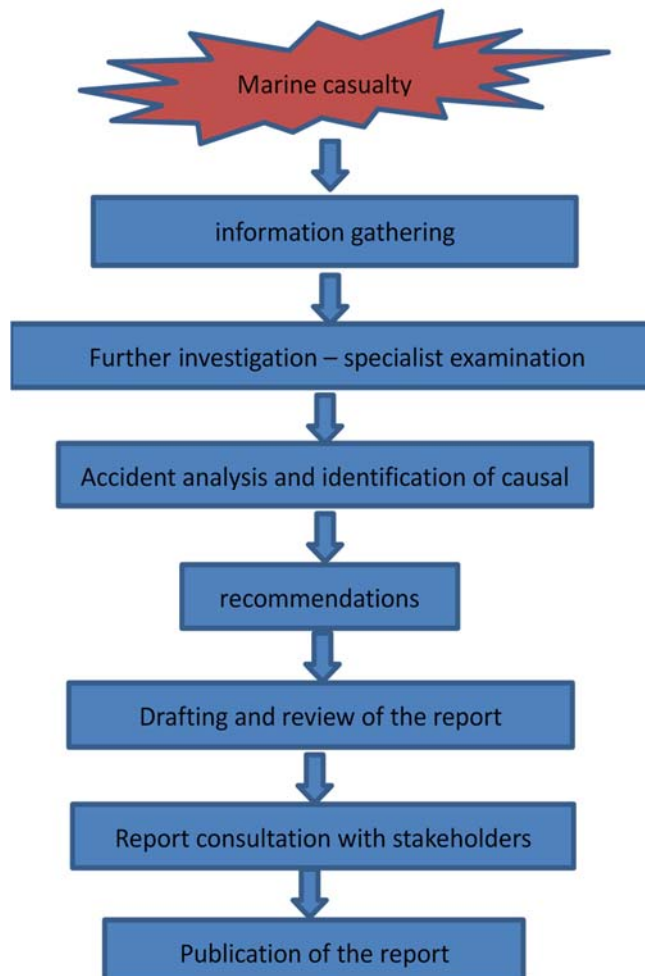 Marine casualty
information gathering
Further investigation – specialist examination
Accident analysis and identification of causal
recommendations
Drafting and review of the report
Report consultation with stakeholders
Publication of the report